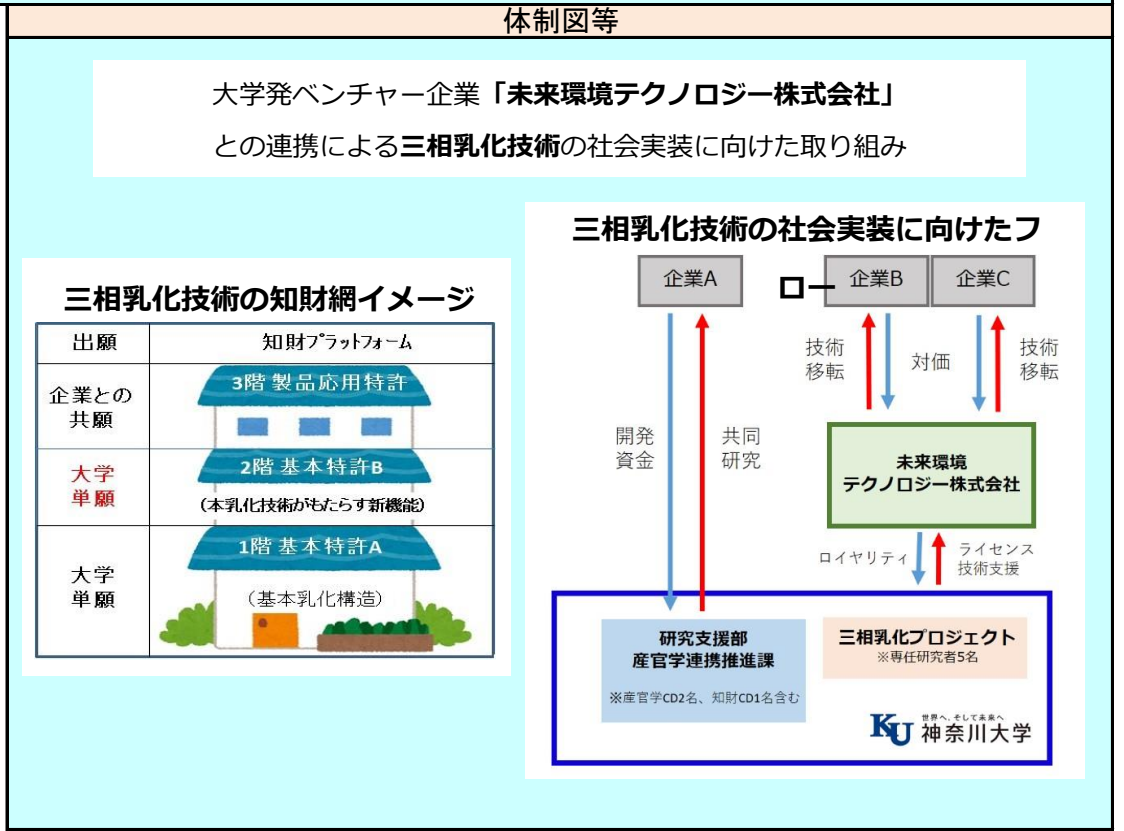 体制図等
大学発ベンチャー企業「未来環境テクノロジー株式会社」
との連携による三相乳化技術の社会実装に向けた取り組み
三相乳化技術の知財網イメージ
出願
知財プラットフォーム
企業との
共願
3階 製品応用特許
大学
単願
2階 基本特許B
(本乳化技術がもたらす新機能)
大学
単願
1階 基本特許A
(基本乳化構造)
三相乳化技術の社会実装に向けたフ
ロー
企業A
企業B
企業C
技術
移転
対価
技術
移転
開発
資金
共同
研究
未来環境
テクノロジー株式会社
ロイヤリティ
ライセンス
技術支援
研究支援部
産官学連携推進課
※産官学CD2名、知財CD1名含む
三相乳化プロジェクト
※専任研究者5名
KU
世界へ、そして未来へ
神奈川大学